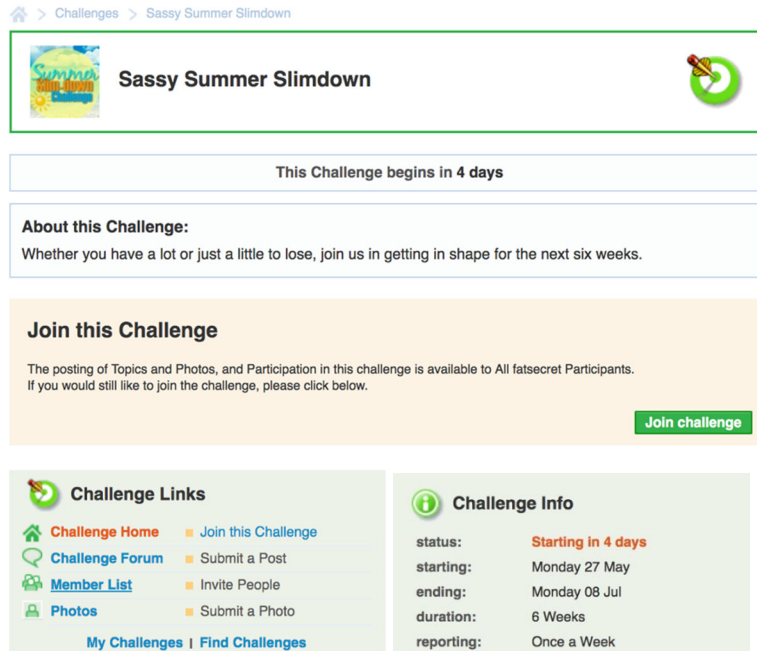 Challenges > Sassy Summer Slimdown
Summer
Slim-down
Challenge
Sassy Summer Slimdown
This Challenge begins in 4 days
About this Challenge:
Whether you have a lot or just a little to lose, join us in getting in shape for the next six weeks.
Join this Challenge
The posting of Topics and Photos, and Participation in this challenge is available to All fatsecret Participants.
If you would still like to join the challenge, please click below.
Join challenge
Challenge Links
Challenge Home
Join this Challenge
Challenge Forum
Submit a Post
Member List
Invite People
Photos
Submit a Photo
My Challenges | Find Challenges
Challenge Info
status: Starting in 4 days
starting: Monday 27 May
ending: Monday 08 Jul
duration: 6 Weeks
reporting: Once a Week